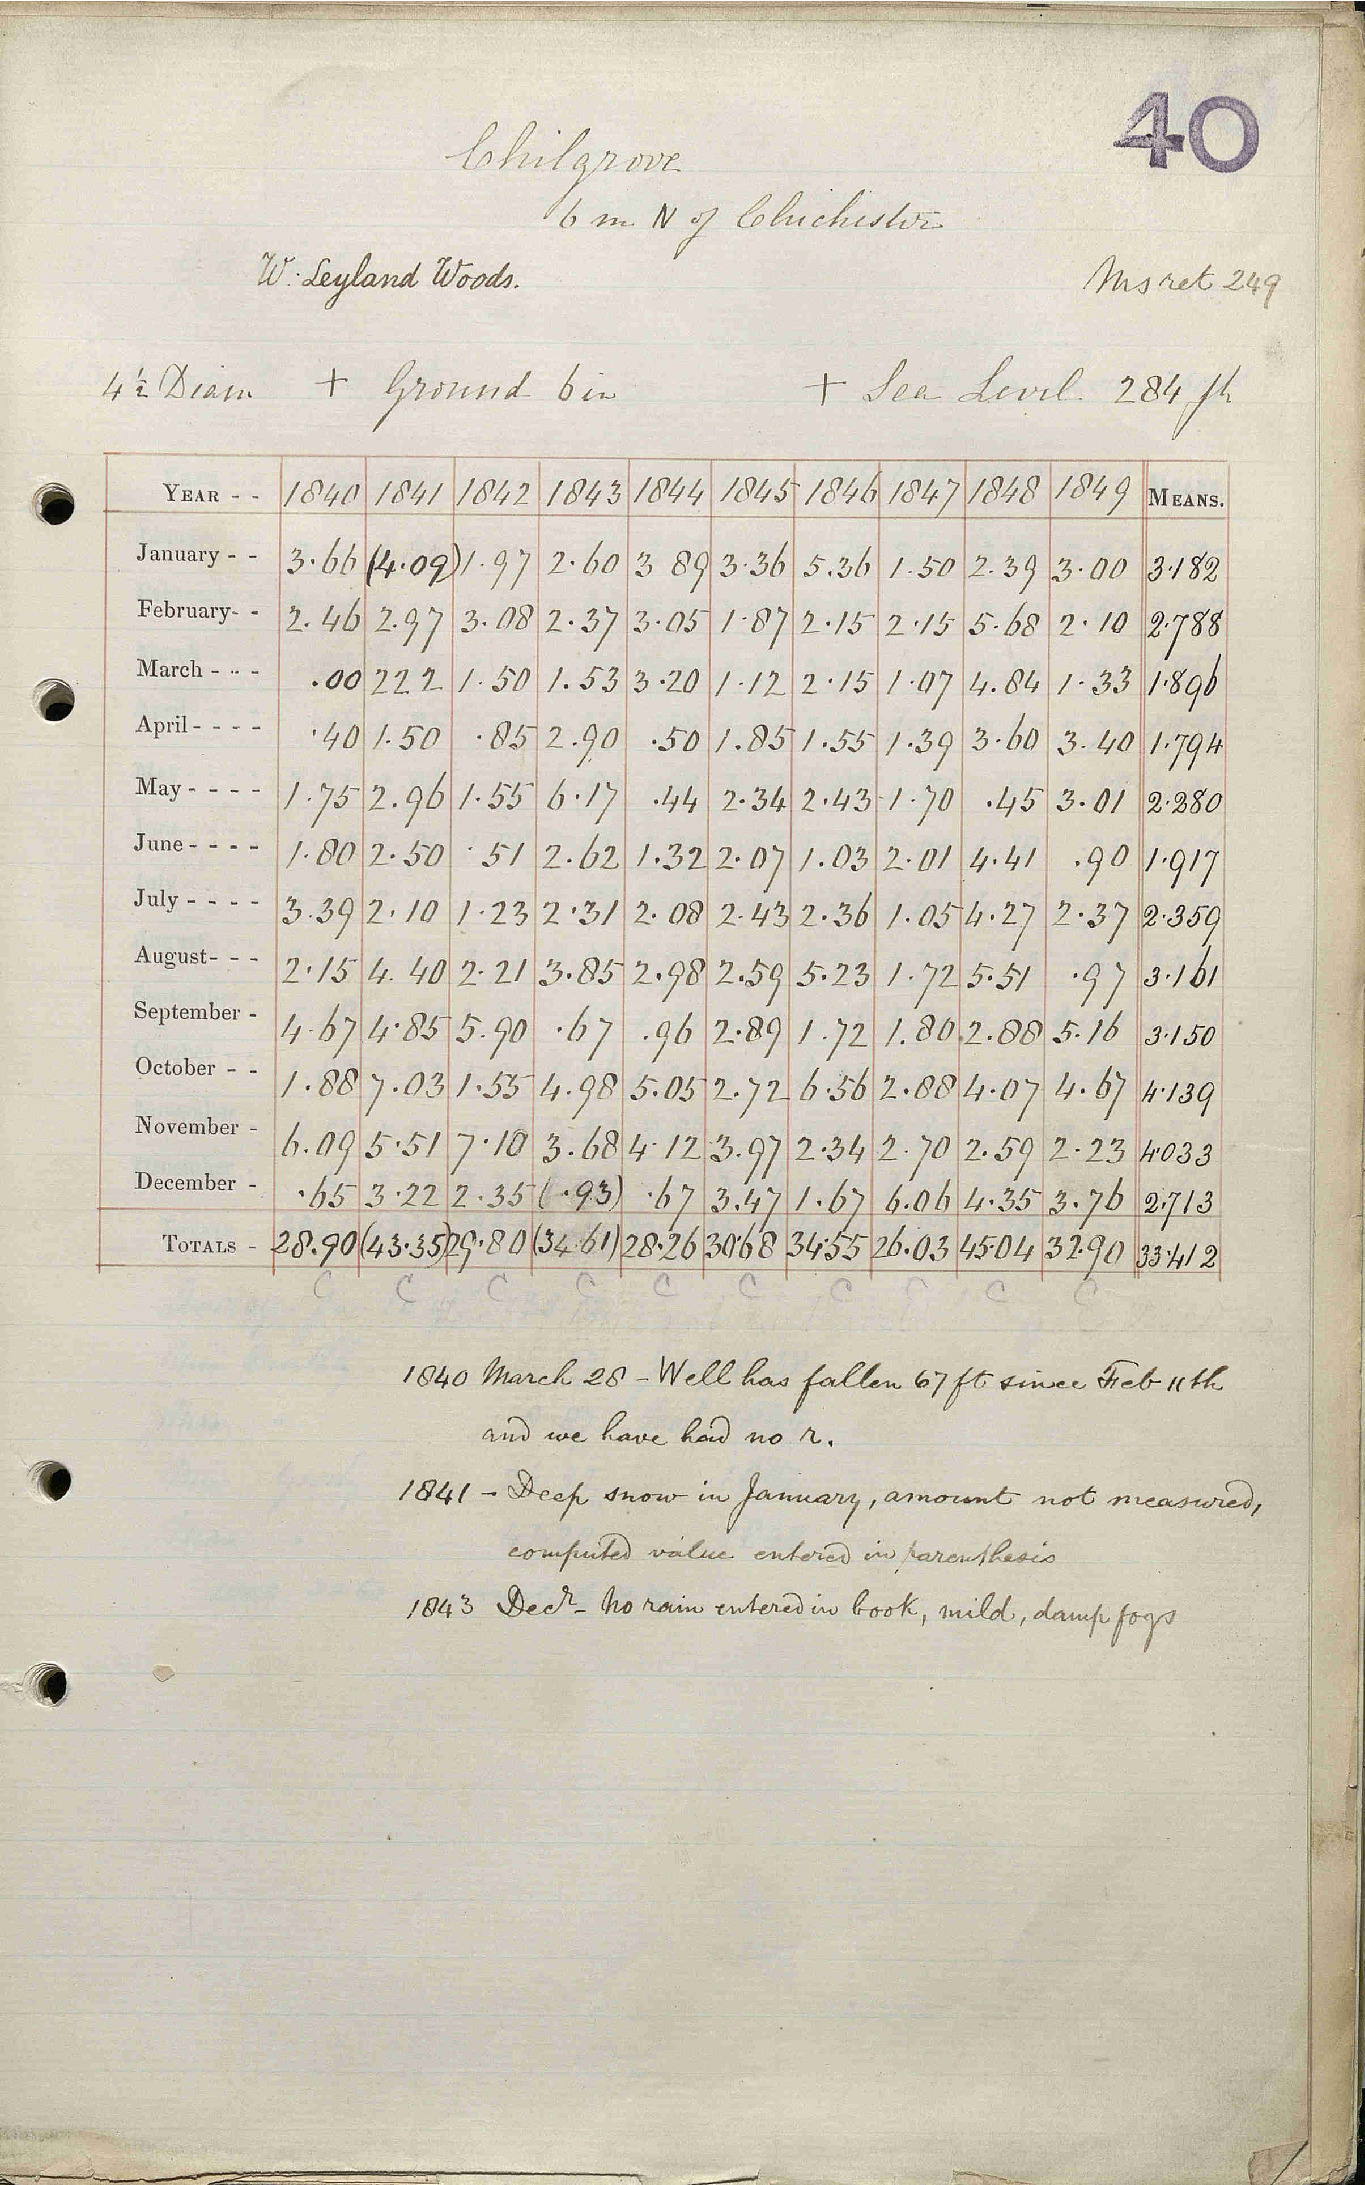 40
Chilgrove
6 m N of Chichester
W. Leyland Woods.
Ms ret 249
4½ Diam + Ground 6 in + Sea Level 284 ft
YEAR - - 1840 1841 1842 1843 1844 1845 1846 1847 1848 1849 MEANS.
January - - 3.66 (4.09) 1.97 2.60 3 89 3.36 5.36 1.50 2.39 3.00 3.182
February- - 2.46 2.97 3.08 2.37 3.05 1.87 2.15 2.15 5.68 2.10 2.788
March - - - .00 222 1.50 1.53 3.20 1.12 2.15 1.07 4.84 1.33 1.896
April - - - - .40 1.50 .85 2.90 .50 1.85 1.55 1.39 3.60 3.40 1.794
May - - - - 1.75 2.96 1.55 6.17 .44 2.34 2.43 1.70 .45 3.01 2.280
June - - - - 1.80 2.50 .51 2.62 1.32 2.07 1.03 2.01 4.41 .90 1.917
July - - - - 3.39 2.10 1.23 2.31 2.08 2.43 2.36 1.05 4.27 2.37 2.359
August- - - 2.15 4.40 2.21 3.85 2.98 2.59 5.23 1.72 5.51 .97 3.161
September - 4.67 4.85 5.90 .67 .96 2.89 1.72 1.80 2.88 5.16 3.150
October - - 1.88 7.03 1.55 4.98 5.05 2.72 6.56 2.88 4.07 4.67 4.139
November - 6.09 5.51 7.10 3.68 4.12 3.97 2.34 2.70 2.59 2.23 4.033
December - .65 3.22 2.35 (.93) .67 3.47 1.67 6.06 4.35 3.76 2.713
TOTALS - 28.90 (43.35) 29.80 (34.61) 28.26 30.68 34.55 26.03 45.04 32.90 33.412
C C C C C C C C C C
1840 March 28 - Well has fallen 67 ft since Feb 11th
and we have had no r.
1841 - Deep snow in January, amount not measured,
computed value entered in parenthesis
1843 Decr - No rain entered in book, mild, damp fogs